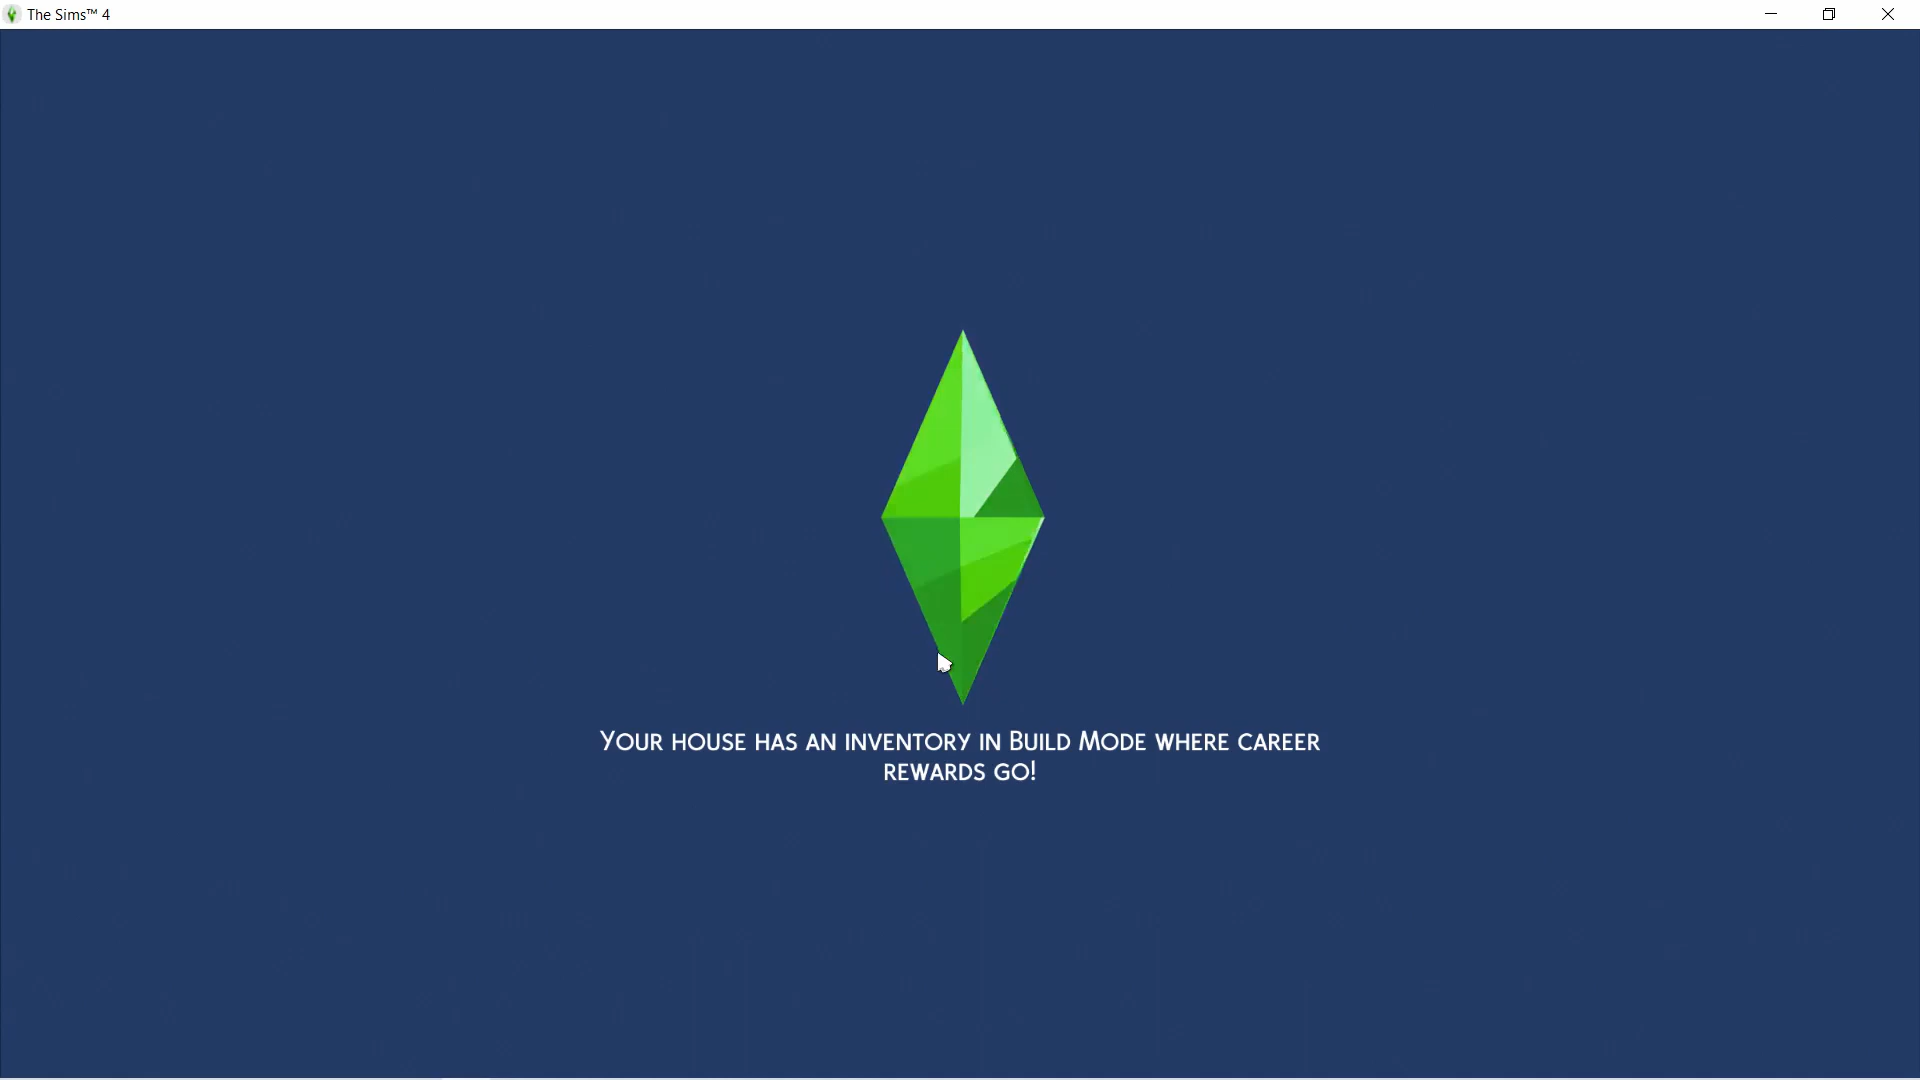 The Sims™ 4
Your house has an inventory in Build Mode where career
rewards go!